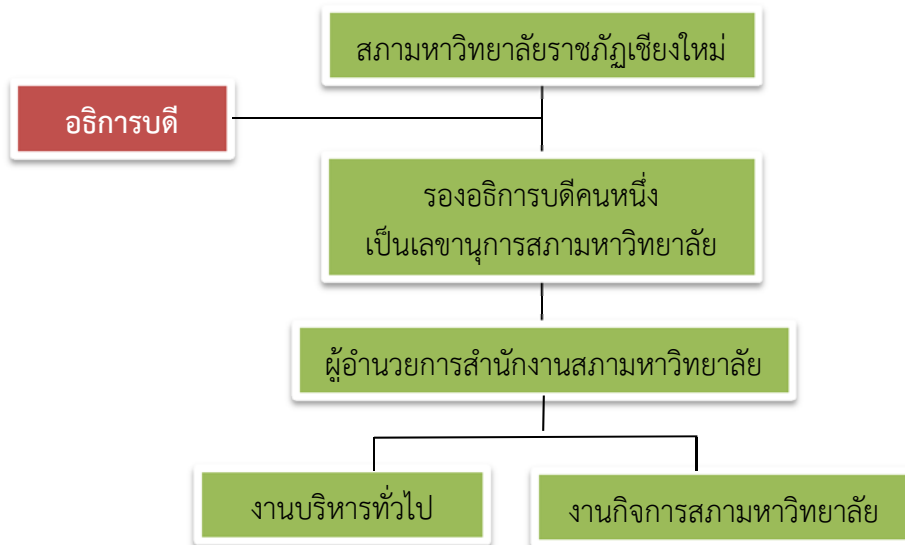 สภามหาวิทยาลัยราชภัฏเชียงใหม่
อธิการบดี
รองอธิการบดีคนหนึ่ง
เป็นเลขานุการสภามหาวิทยาลัย
ผู้อำนวยการสำนักงานสภามหาวิทยาลัย
งานบริหารทั่วไป
งานกิจการสภามหาวิทยาลัย